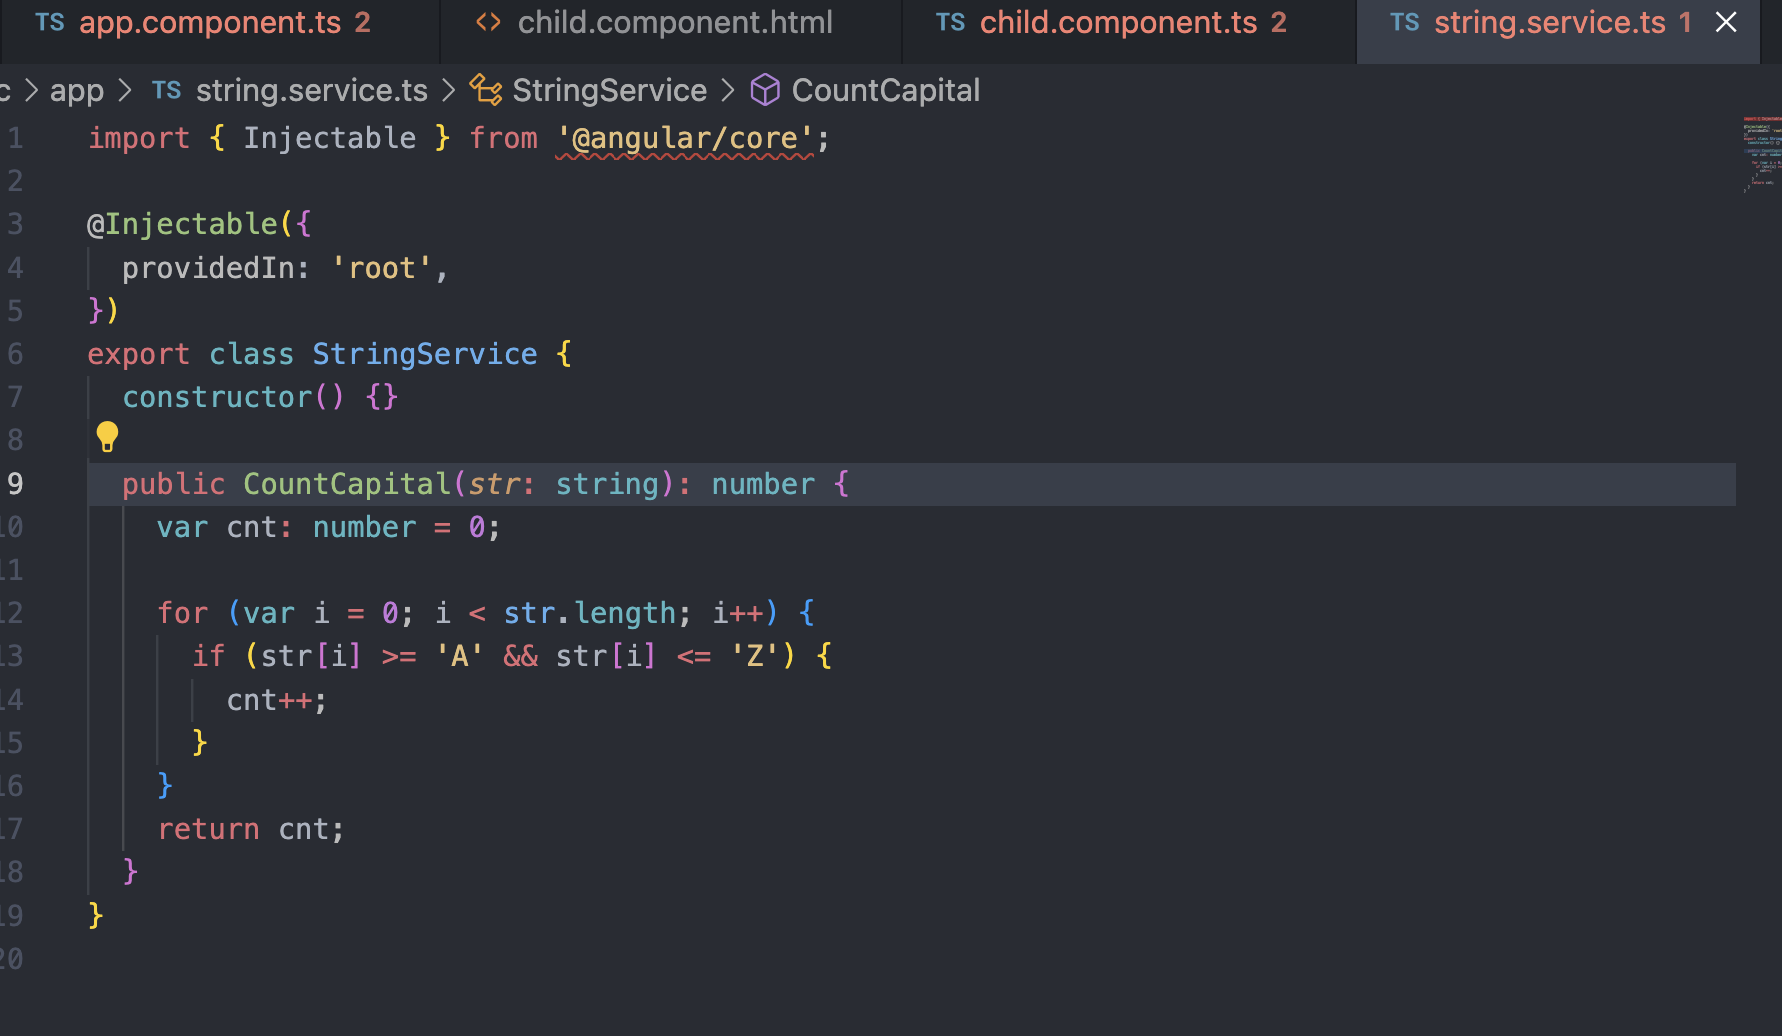 TS app.component.ts 2 <> child.component.html TS child.component.ts 2 TS string.service.ts 1
c > app > TS string.service.ts > StringService > CountCapital
1 import { Injectable } from '@angular/core';
2
3 @Injectable({
4 providedIn: 'root',
5 })
6 export class StringService {
7 constructor() {}
8
9 public CountCapital(str: string): number {
10 var cnt: number = 0;
11
12 for (var i = 0; i < str.length; i++) {
13 if (str[i] >= 'A' && str[i] <= 'Z') {
14 cnt++;
15 }
16 }
17 return cnt;
18 }
19 }
20